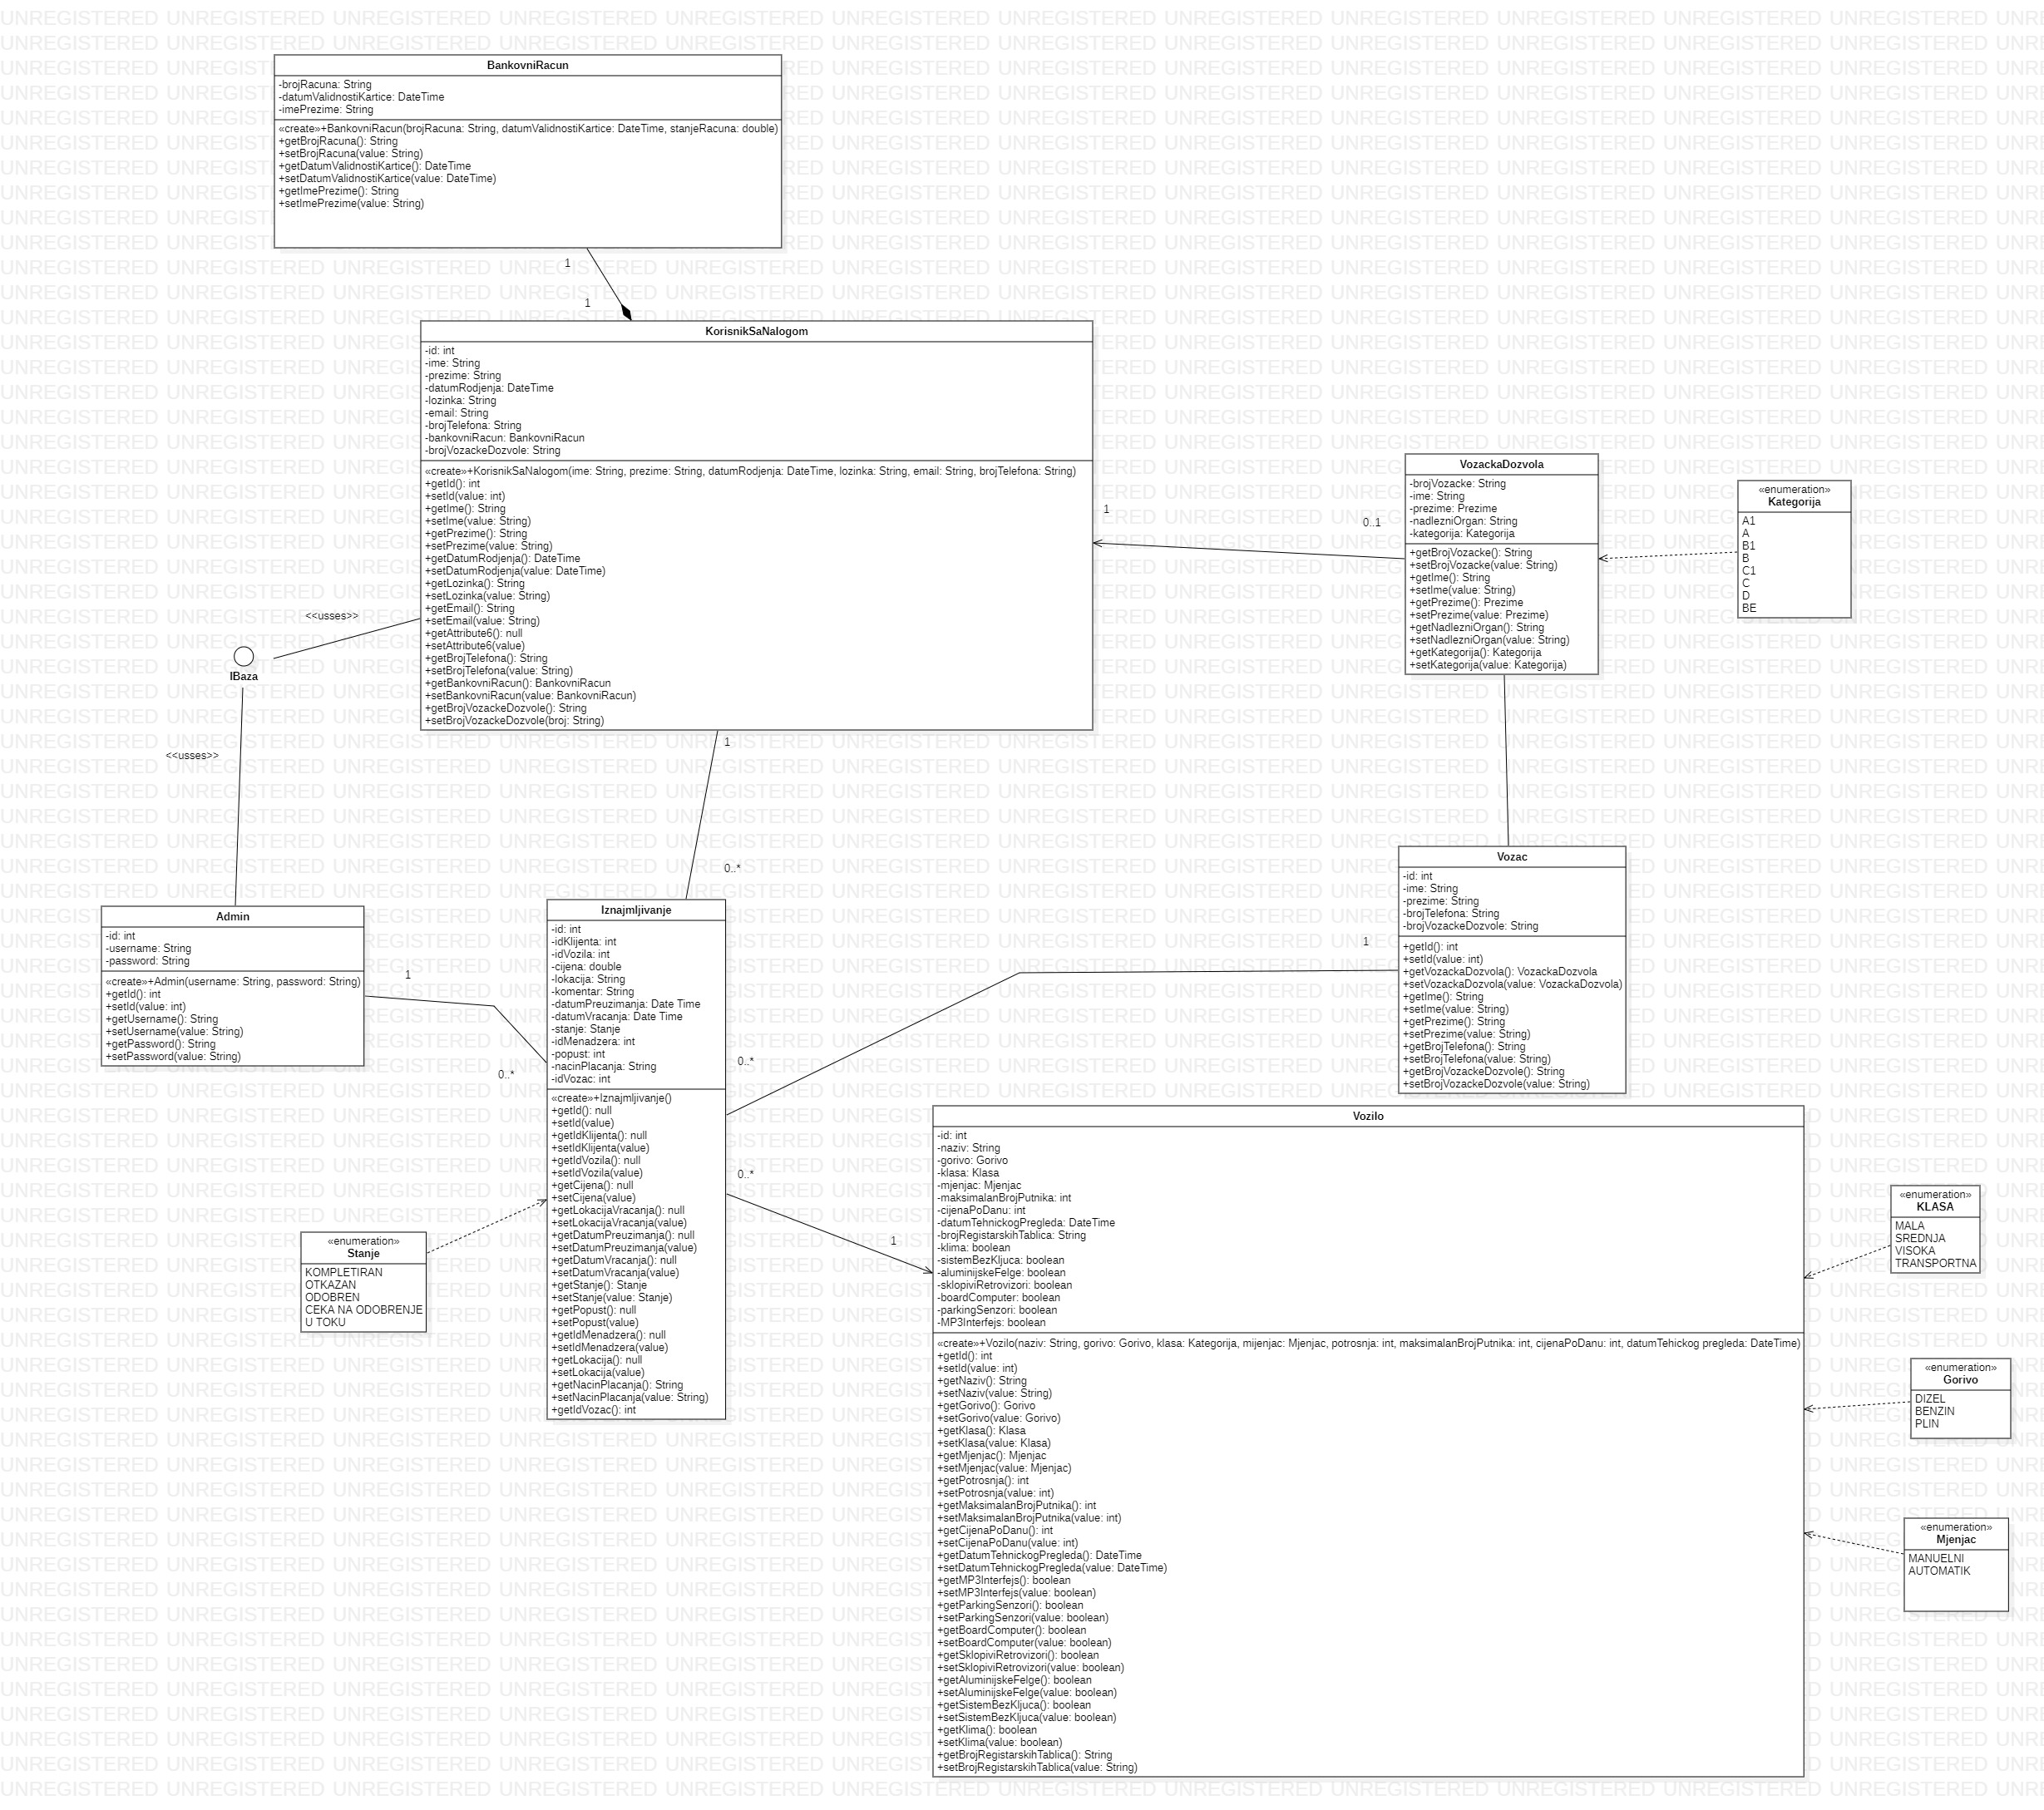 BankovniRacun
-brojRacuna: String
-datumValidnostiKartice: DateTime
-imePrezime: String
«create»+BankovniRacun(brojRacuna: String, datumValidnostiKartice: DateTime, stanjeRacuna: double)
+getBrojRacuna(): String
+setBrojRacuna(value: String)
+getDatumValidnostiKartice(): DateTime
+setDatumValidnostiKartice(value: DateTime)
+getImePrezime(): String
+setImePrezime(value: String)
1
1
KorisnikSaNalogom
-id: int
-ime: String
-prezime: String
-datumRodjenja: DateTime
-lozinka: String
-email: String
-brojTelefona: String
-bankovniRacun: BankovniRacun
-brojVozackeDozvole: String
«create»+KorisnikSaNalogom(ime: String, prezime: String, datumRodjenja: DateTime, lozinka: String, email: String, brojTelefona: String)
+getId(): int
+setId(value: int)
+getIme(): String
+setIme(value: String)
+getPrezime(): String
+setPrezime(value: String)
+getDatumRodjenja(): DateTime
+setDatumRodjenja(value: DateTime)
+getLozinka(): String
+setLozinka(value: String)
+getEmail(): String
+setEmail(value: String)
+getAttribute6(): null
+setAttribute6(value)
+getBrojTelefona(): String
+setBrojTelefona(value: String)
+getBankovniRacun(): BankovniRacun
+setBankovniRacun(value: BankovniRacun)
+getBrojVozackeDozvole(): String
+setBrojVozackeDozvole(broj: String)
1
0..1
VozackaDozvola
-brojVozacke: String
-ime: String
-prezime: Prezime
-nadlezniOrgan: String
-kategorija: Kategorija
+getBrojVozacke(): String
+setBrojVozacke(value: String)
+getIme(): String
+setIme(value: String)
+getPrezime(): Prezime
+setPrezime(value: Prezime)
+getNadlezniOrgan(): String
+setNadlezniOrgan(value: String)
+getKategorija(): Kategorija
+setKategorija(value: Kategorija)
«enumeration»
Kategorija
A1
A
B1
B
C1
C
D
BE
<<usses>>
IBaza
<<usses>>
1
0..*
Admin
-id: int
-username: String
-password: String
«create»+Admin(username: String, password: String)
+getId(): int
+setId(value: int)
+getUsername(): String
+setUsername(value: String)
+getPassword(): String
+setPassword(value: String)
1
0..*
Iznajmljivanje
-id: int
-idKlijenta: int
-idVozila: int
-cijena: double
-lokacija: String
-komentar: String
-datumPreuzimanja: Date Time
-datumVracanja: Date Time
-stanje: Stanje
-idMenadzera: int
-popust: int
-nacinPlacanja: String
-idVozac: int
«create»+Iznajmljivanje()
+getId(): null
+setId(value)
+getIdKlijenta(): null
+setIdKlijenta(value)
+getIdVozila(): null
+setIdVozila(value)
+getCijena(): null
+setCijena(value)
+getLokacijaVracanja(): null
+setLokacijaVracanja(value)
+getDatumPreuzimanja(): null
+setDatumPreuzimanja(value)
+getDatumVracanja(): null
+setDatumVracanja(value)
+getStanje(): Stanje
+setStanje(value: Stanje)
+getPopust(): null
+setPopust(value)
+getIdMenadzera(): null
+setIdMenadzera(value)
+getLokacija(): null
+setLokacija(value)
+getNacinPlacanja(): String
+setNacinPlacanja(value: String)
+getIdVozac(): int
Vozac
-id: int
-ime: String
-prezime: String
-brojTelefona: String
-brojVozackeDozvole: String
+getId(): int
+setId(value: int)
+getVozackaDozvola(): VozackaDozvola
+setVozackaDozvola(value: VozackaDozvola)
+getIme(): String
+setIme(value: String)
+getPrezime(): String
+setPrezime(value: String)
+getBrojTelefona(): String
+setBrojTelefona(value: String)
+getBrojVozackeDozvole(): String
+setBrojVozackeDozvole(value: String)
1
0..*
0..*
1
«enumeration»
Stanje
KOMPLETIRAN
OTKAZAN
ODOBREN
CEKA NA ODOBRENJE
U TOKU
Vozilo
-id: int
-naziv: String
-gorivo: Gorivo
-klasa: Klasa
-mjenjac: Mjenjac
-maksimalanBrojPutnika: int
-cijenaPoDanu: int
-datumTehnickogPregleda: DateTime
-brojRegistarskihTablica: String
-klima: boolean
-sistemBezKljuca: boolean
-aluminijskeFelge: boolean
-sklopiviRetrovizori: boolean
-boardComputer: boolean
-parkingSenzori: boolean
-MP3Interfejs: boolean
«create»+Vozilo(naziv: String, gorivo: Gorivo, klasa: Kategorija, mijenjac: Mjenjac, potrosnja: int, maksimalanBrojPutnika: int, cijenaPoDanu: int, datumTehickog pregleda: DateTime)
+getId(): int
+setId(value: int)
+getNaziv(): String
+setNaziv(value: String)
+getGorivo(): Gorivo
+setGorivo(value: Gorivo)
+getKlasa(): Klasa
+setKlasa(value: Klasa)
+getMjenjac(): Mjenjac
+setMjenjac(value: Mjenjac)
+getPotrosnja(): int
+setPotrosnja(value: int)
+getMaksimalanBrojPutnika(): int
+setMaksimalanBrojPutnika(value: int)
+getCijenaPoDanu(): int
+setCijenaPoDanu(value: int)
+getDatumTehnickogPregleda(): DateTime
+setDatumTehnickogPregleda(value: DateTime)
+getMP3Interfejs(): boolean
+setMP3Interfejs(value: boolean)
+getParkingSenzori(): boolean
+setParkingSenzori(value: boolean)
+getBoardComputer(): boolean
+setBoardComputer(value: boolean)
+getSklopiviRetrovizori(): boolean
+setSklopiviRetrovizori(value: boolean)
+getAluminijskeFelge(): boolean
+setAluminijskeFelge(value: boolean)
+getSistemBezKljuca(): boolean
+setSistemBezKljuca(value: boolean)
+getKlima(): boolean
+setKlima(value: boolean)
+getBrojRegistarskihTablica(): String
+setBrojRegistarskihTablica(value: String)
«enumeration»
KLASA
MALA
SREDNJA
VISOKA
TRANSPORTNA
«enumeration»
Gorivo
DIZEL
BENZIN
PLIN
«enumeration»
Mjenjac
MANUELNI
AUTOMATIK
UNREGISTERED